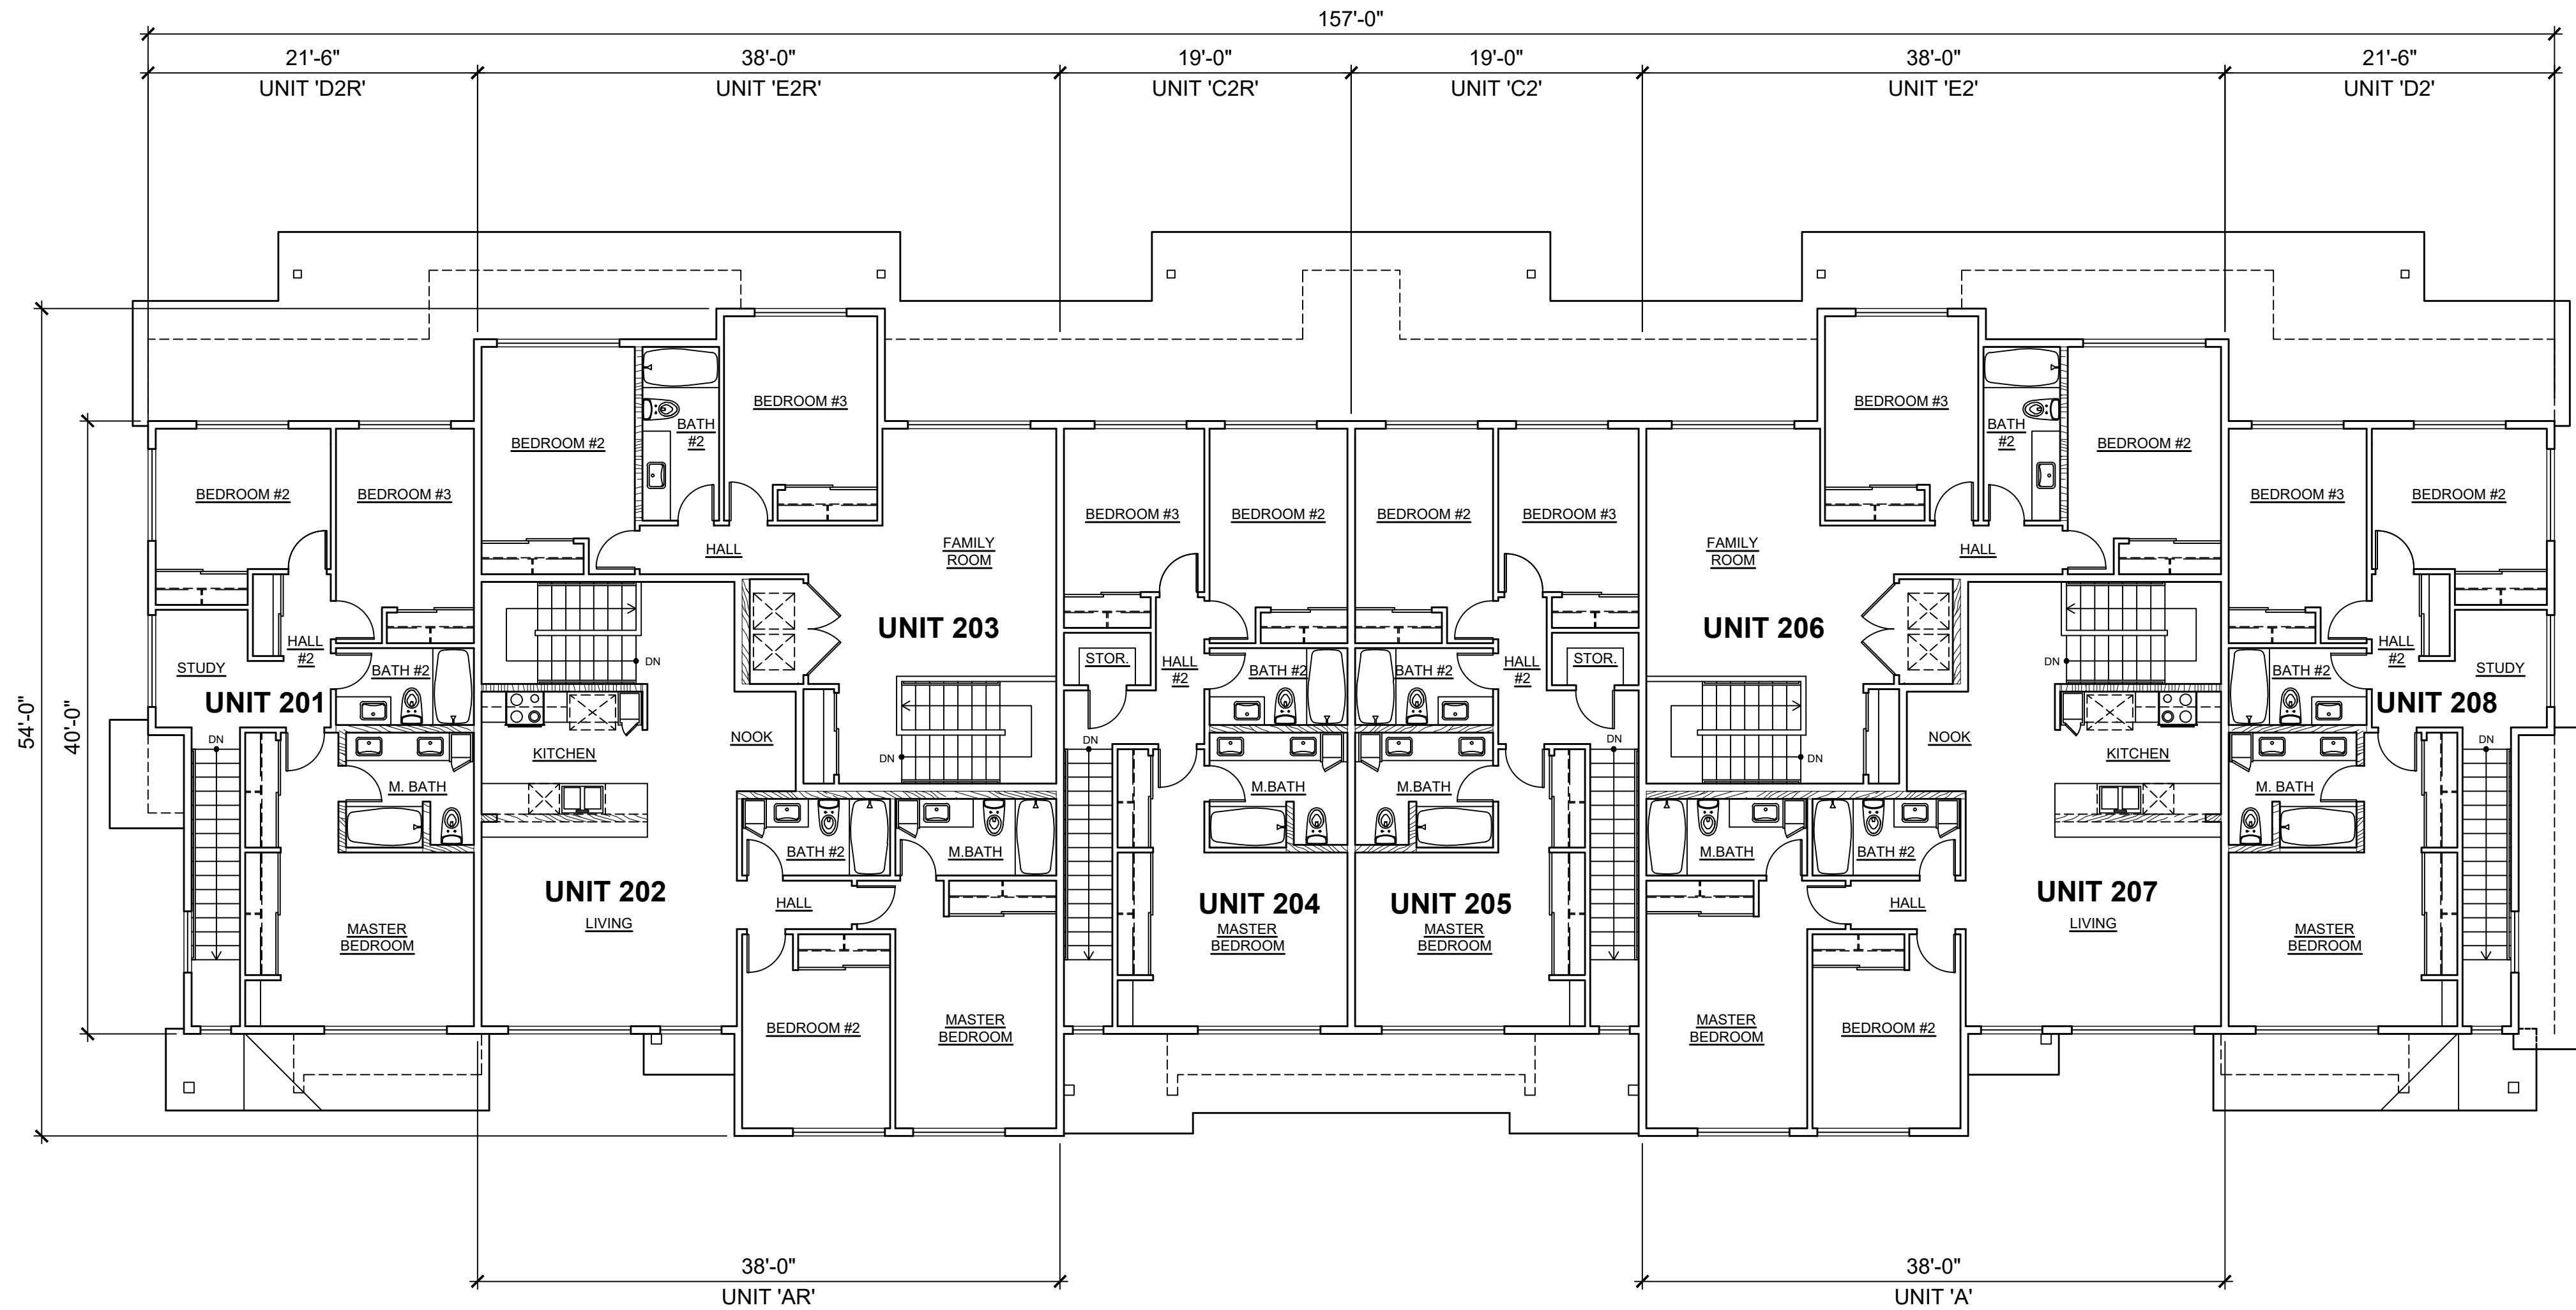 157'-0"
21'-6"
38'-0"
19'-0"
19'-0"
38'-0"
21'-6"
UNIT 'D2R'
UNIT 'E2R'
UNIT 'C2R'
UNIT 'C2'
UNIT 'E2'
UNIT 'D2'
54'-0"
40'-0"
BEDROOM #2
BEDROOM #3
HALL
#2
STUDY
UNIT 201
BATH #2
DN
M. BATH
MASTER
BEDROOM
BEDROOM #2
BATH
#2
BEDROOM #3
HALL
FAMILY
ROOM
UNIT 203
DN
DN
KITCHEN
NOOK
UNIT 202
LIVING
BATH #2
M.BATH
HALL
BEDROOM #2
MASTER
BEDROOM
BEDROOM #3
BEDROOM #2
STOR.
HALL
#2
BATH #2
DN
M.BATH
UNIT 204
MASTER
BEDROOM
BEDROOM #2
BEDROOM #3
BATH #2
HALL
#2
STOR.
DN
M.BATH
UNIT 205
MASTER
BEDROOM
FAMILY
ROOM
BEDROOM #3
BATH
#2
BEDROOM #2
HALL
UNIT 206
DN
DN
NOOK
KITCHEN
M.BATH
BATH #2
HALL
UNIT 207
LIVING
MASTER
BEDROOM
BEDROOM #2
BEDROOM #3
BEDROOM #2
HALL
#2
BATH #2
STUDY
UNIT 208
DN
M. BATH
MASTER
BEDROOM
38'-0"
UNIT 'AR'
38'-0"
UNIT 'A'